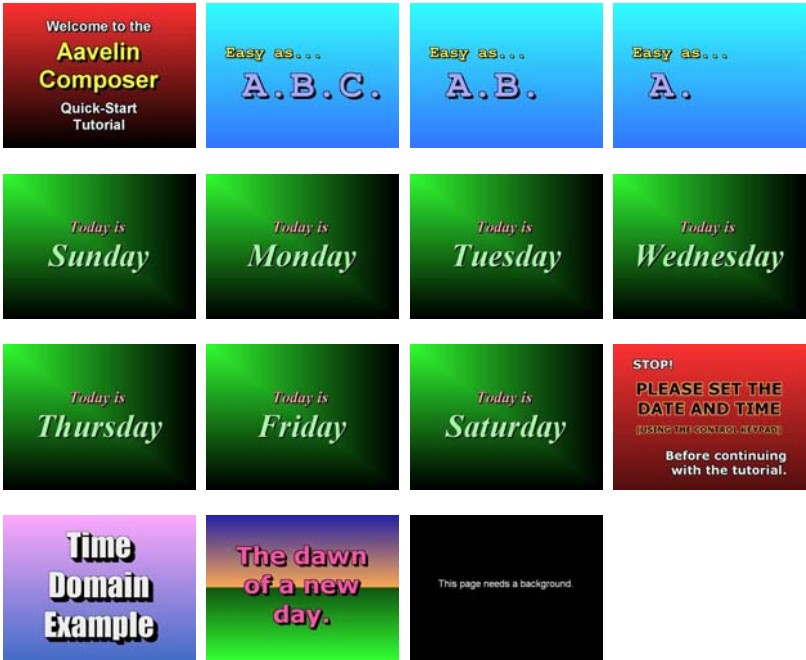 Welcome to the
Aavelin
Composer
Quick-Start
Tutorial
Easy as...
A.B.C.
Easy as...
A.B.
Easy as...
A.
Today is
Sunday
Today is
Monday
Today is
Tuesday
Today is
Wednesday
Today is
Thursday
Today is
Friday
Today is
Saturday
STOP!
PLEASE SET THE
DATE AND TIME
(USING THE CONTROL KEYPAD)
Before continuing
with the tutorial.
Time
Domain
Example
The dawn
of a new
day.
This page needs a background.